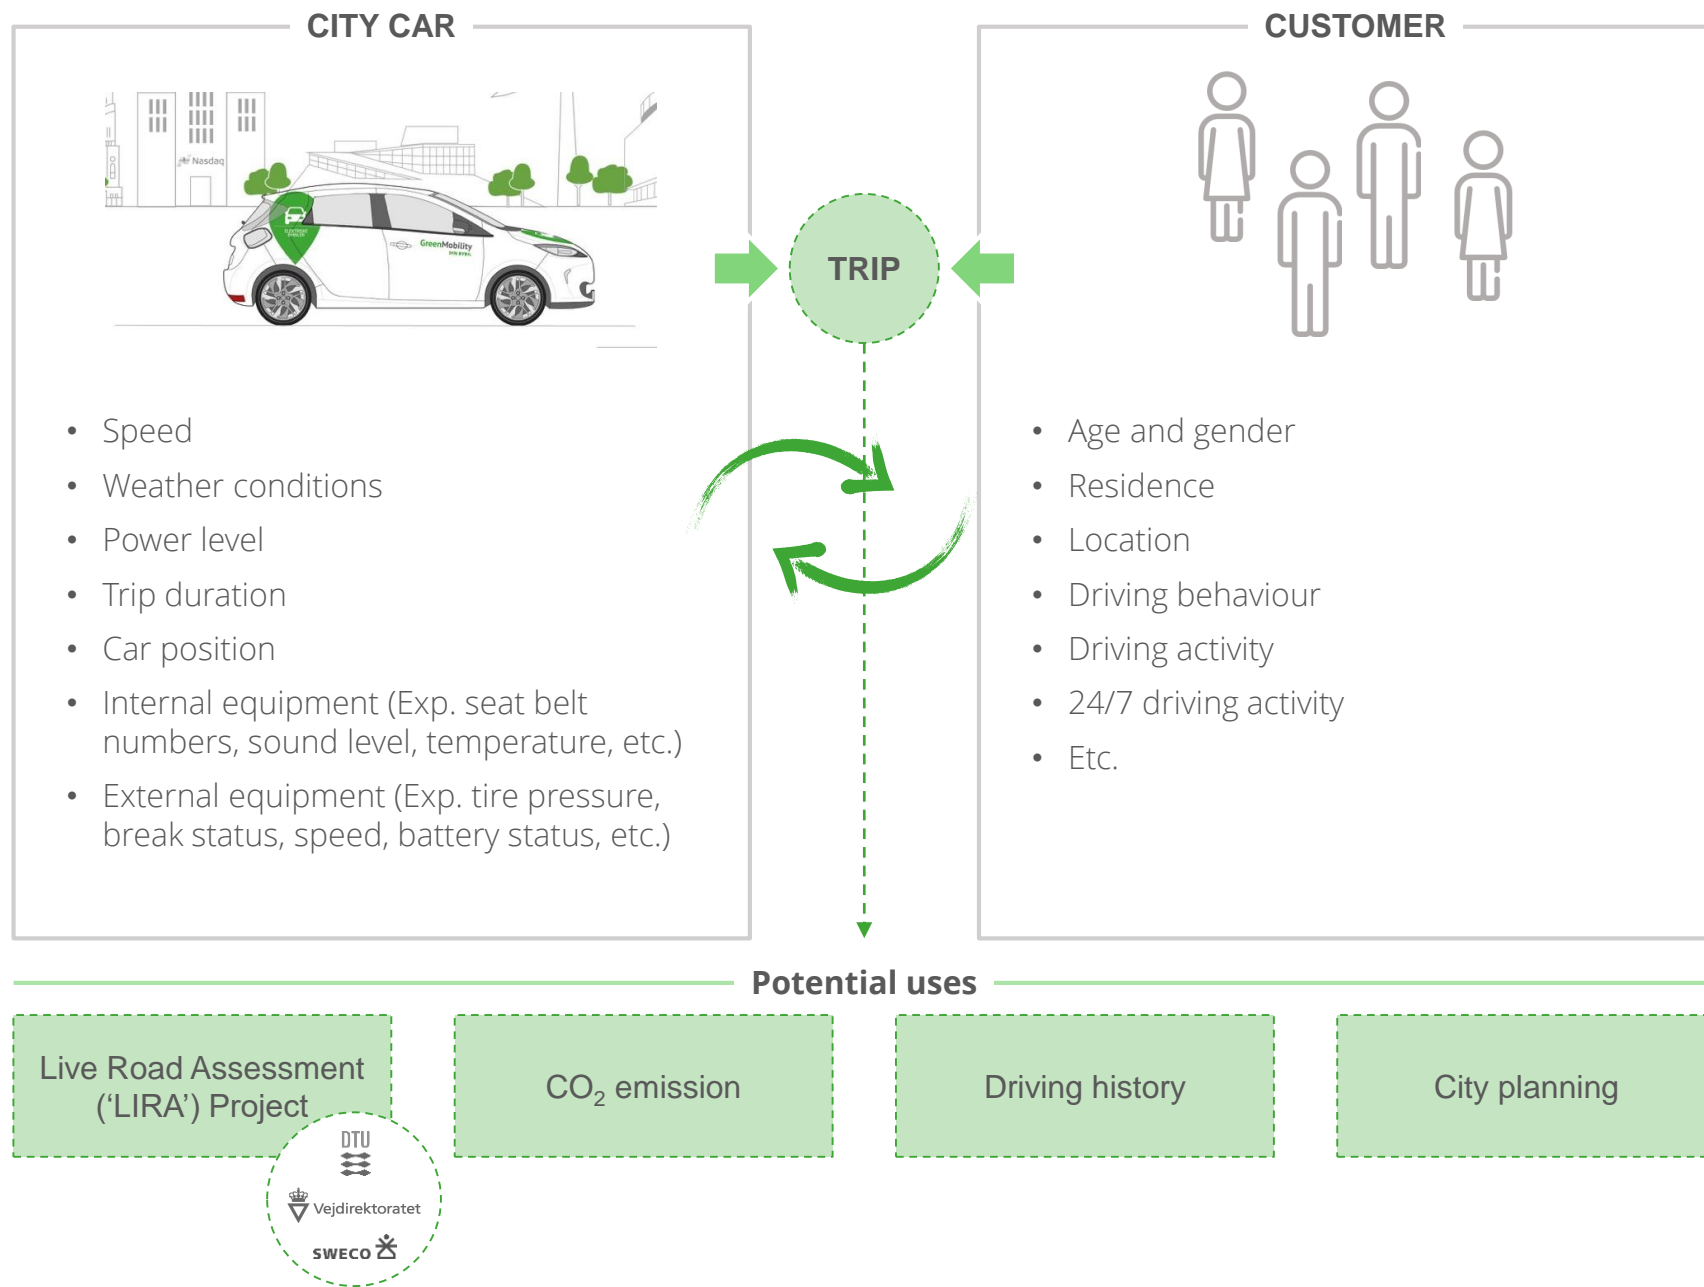 CITY CAR
Nasdaq
GreenMobility
• Speed
• Weather conditions
• Power level
• Trip duration
• Car position
• Internal equipment (Exp. seat belt
numbers, sound level, temperature, etc.)
• External equipment (Exp. tire pressure,
break status, speed, battery status, etc.)
TRIP
CUSTOMER
• Age and gender
• Residence
• Location
• Driving behaviour
• Driving activity
• 24/7 driving activity
• Etc.
Potential uses
Live Road Assessment
(‘LIRA’) Project
DTU
Vejdirektoratet
SWECO
CO₂ emission
Driving history
City planning